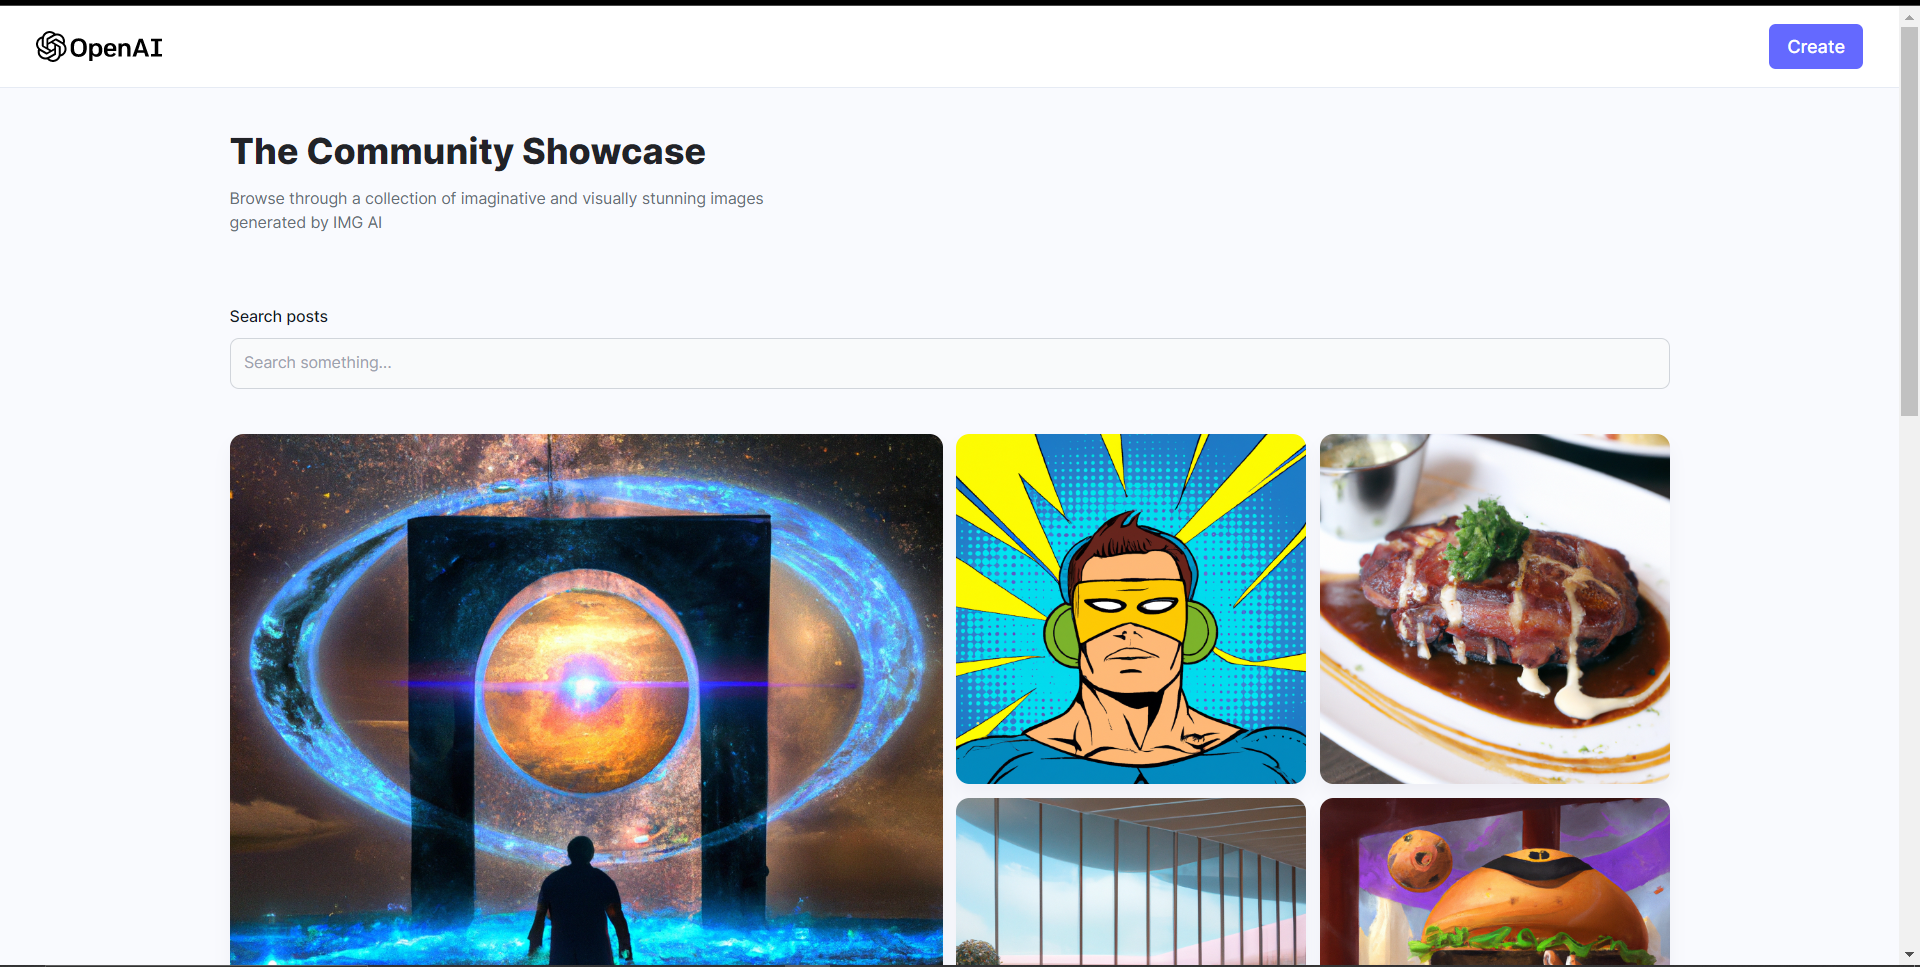 OpenAI
Create
The Community Showcase
Browse through a collection of imaginative and visually stunning images
generated by IMG AI
Search posts
Search something...